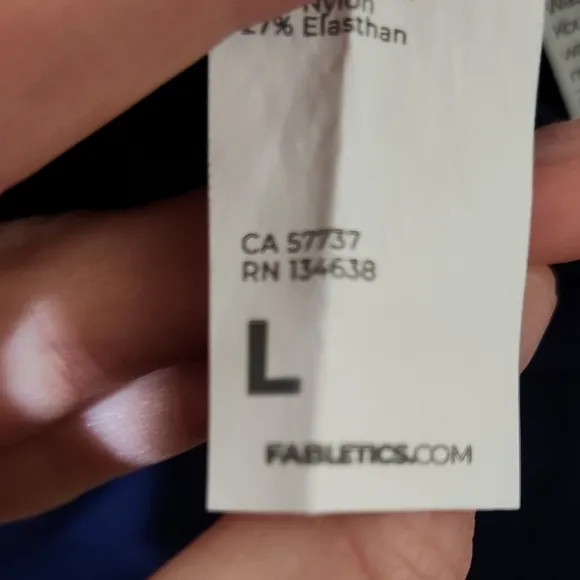 Nylon
27% Elasthan
CA 57737
RN 134638
L
FABLETICS.COM